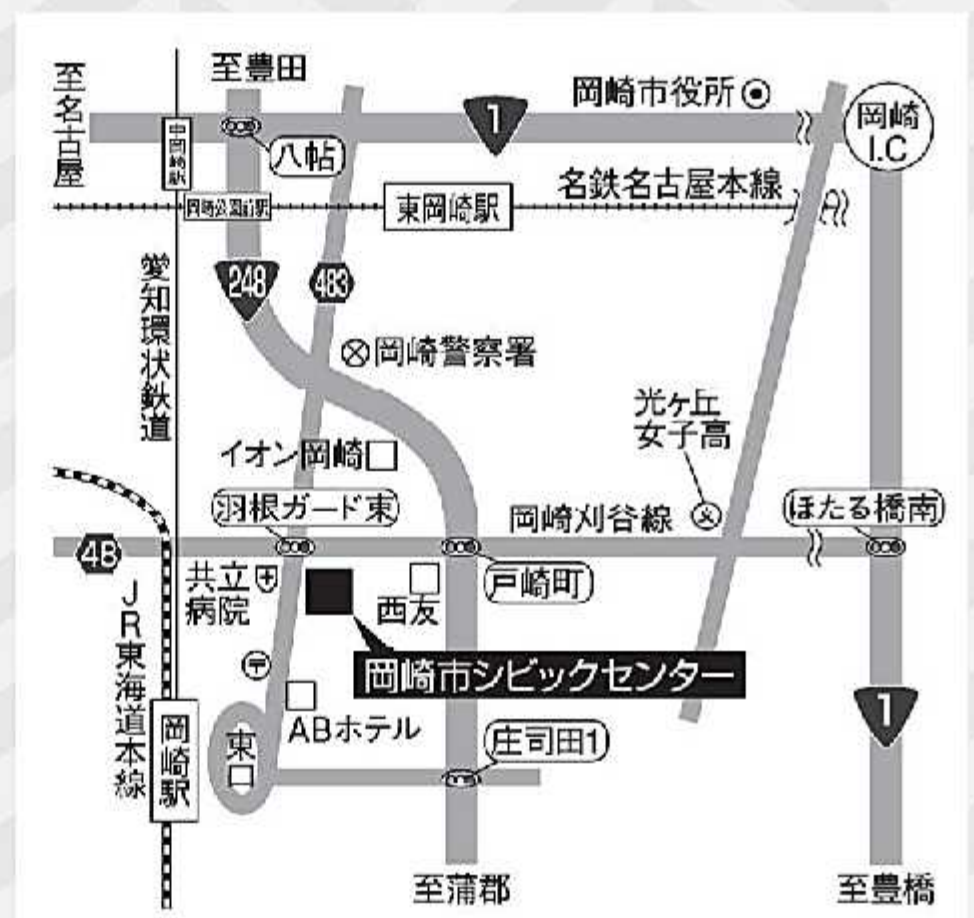 至名古屋
至豊田
岡崎市役所
岡崎
I.C
1
八帖
中岡崎駅
岡崎公園前駅
東岡崎駅
名鉄名古屋本線
愛知環状鉄道
248
483
岡崎警察署
光ヶ丘
女子高
イオン岡崎
羽根ガード東
岡崎刈谷線
ほたる橋南
48
共立
病院
西友
戸崎町
JR東海道本線
〒
岡崎市シビックセンター
ABホテル
庄司田1
1
岡崎駅
東口
至蒲郡
至豊橋